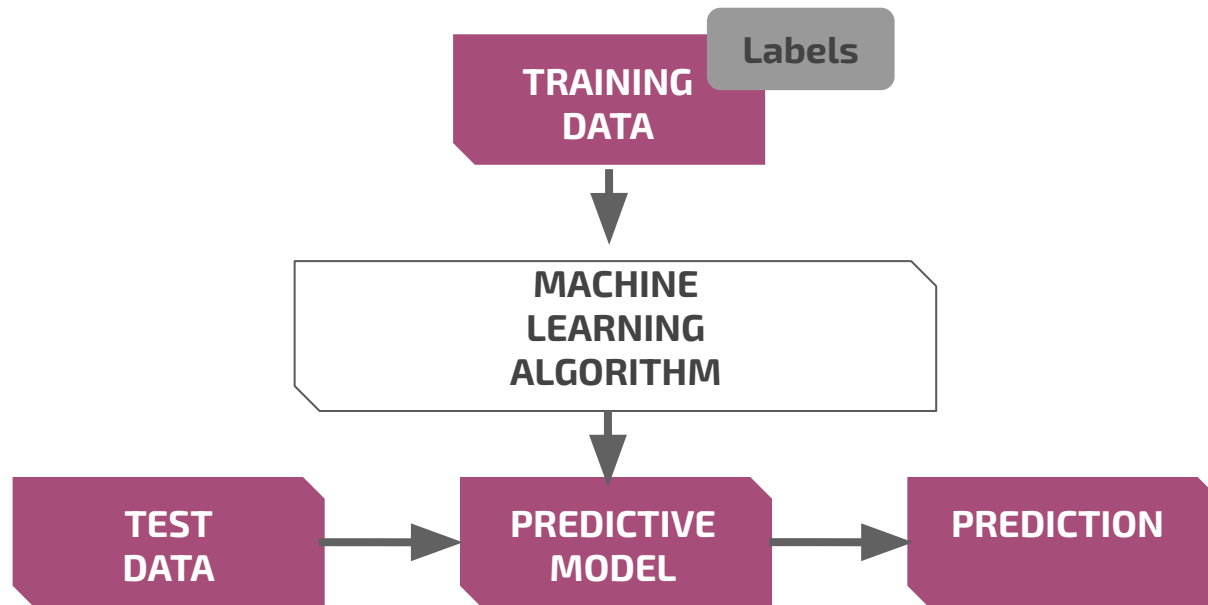 Labels
TRAINING
DATA
MACHINE
LEARNING
ALGORITHM
TEST
DATA
PREDICTIVE
MODEL
PREDICTION